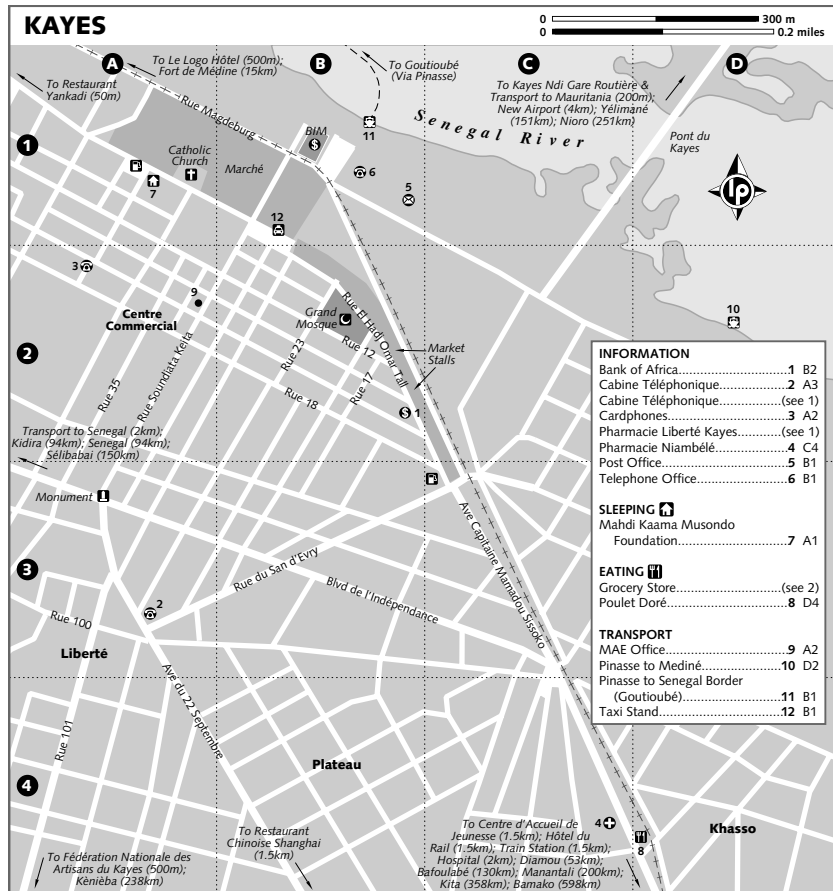 KAYES
0 300 m
0 0.2 miles
A
B
C
D
1
2
3
4
To Le Logo Hôtel (500m);
Fort de Médine (15km)
To Restaurant
Yankadi (50m)
Rue Magdeburg
To Goutioubé
(Via Pinasse)
To Kayes Ndi Gare Routière &
Transport to Mauritania (200m);
New Airport (4km); Yélimané
(151km); Nioro (251km)
Senegal River
Pont du
Kayes
lp
BIM
$
11
Catholic
Church
Marché
6
5
7
12
3
9
Centre
Commercial
Grand
Mosque
Rue El Hadj Omar Tall
Rue 12
Rue 23
Rue 17
Rue 18
Market
Stalls
Rue Soundiata Keita
Rue 35
$ 1
10
Transport to Senegal (2km);
Kidira (94km); Senegal (94km);
Sélibabai (150km)
Monument
Rue du San d'Evry
Ave Capitaine Mamadou Sissoko
Blvd de l'Indépendance
2
Rue 100
Liberté
Ave du 22 Septembre
Rue 101
Plateau
Khasso
4
8
To Restaurant
Chinoise Shanghai
(1.5km)
To Fédération Nationale des
Artisans du Kayes (500m);
Kènièba (238km)
To Centre d'Accueil de
Jeunesse (1.5km); Hôtel du
Rail (1.5km); Train Station (1.5km);
Hospital (2km); Diamou (53km);
Bafoulabé (130km); Manantali (200km);
Kita (358km); Bamako (598km)
INFORMATION
Bank of Africa 1 B2
Cabine Téléphonique 2 A3
Cabine Téléphonique (see 1)
Cardphones 3 A2
Pharmacie Liberté Kayes (see 1)
Pharmacie Niambélé 4 C4
Post Office 5 B1
Telephone Office 6 B1
SLEEPING
Mahdi Kaama Musondo
Foundation 7 A1
EATING
Grocery Store (see 2)
Poulet Doré 8 D4
TRANSPORT
MAE Office 9 A2
Pinasse to Mediné 10 D2
Pinasse to Senegal Border
(Goutioubé) 11 B1
Taxi Stand 12 B1